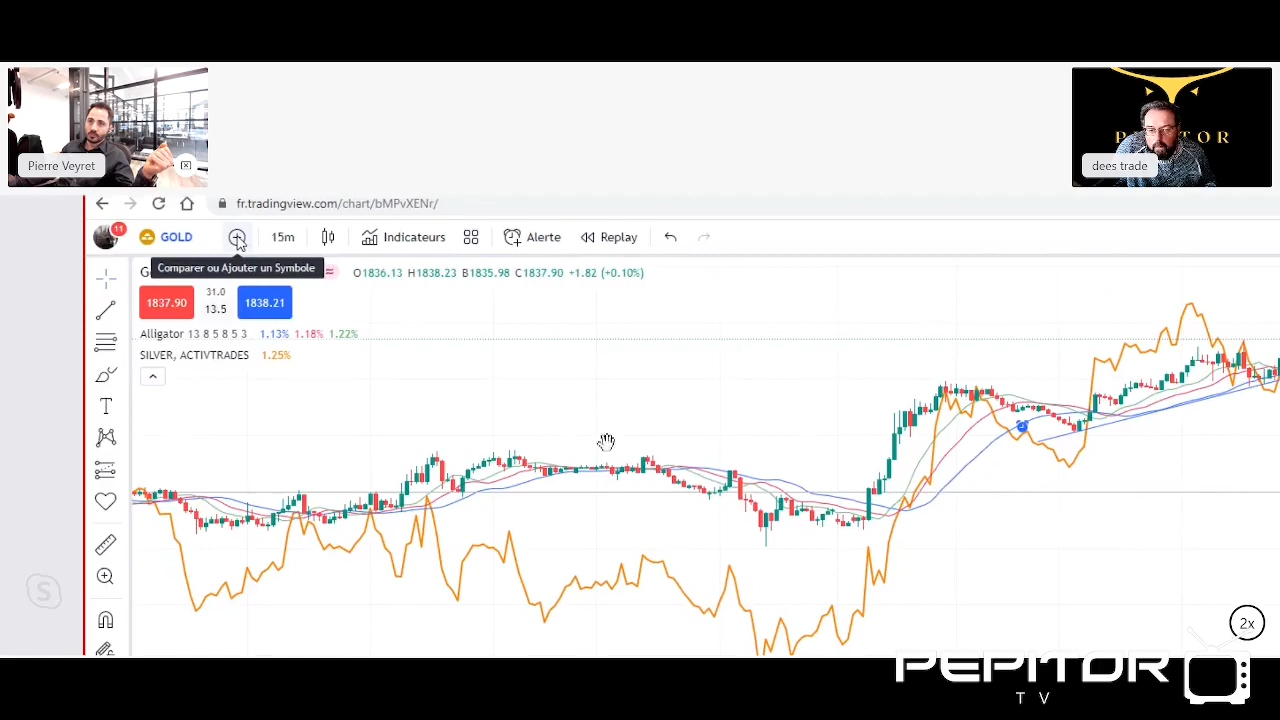 Pierre Veyret
dees trade
fr.tradingview.com/chart/bMPvXENr/
11
GOLD
15m
Indicateurs
Alerte
Replay
Comparer ou Ajouter un Symbole
O1836.13 H1838.23 B1835.98 C1837.90 +1.82 (+0.10%)
1837.90
31.0
13.5
1838.21
Alligator 13 8 5 8 5 3 1.13% 1.18% 1.22%
SILVER, ACTIVTRADES 1.25%
T
S
2x
PEPITOR
TV